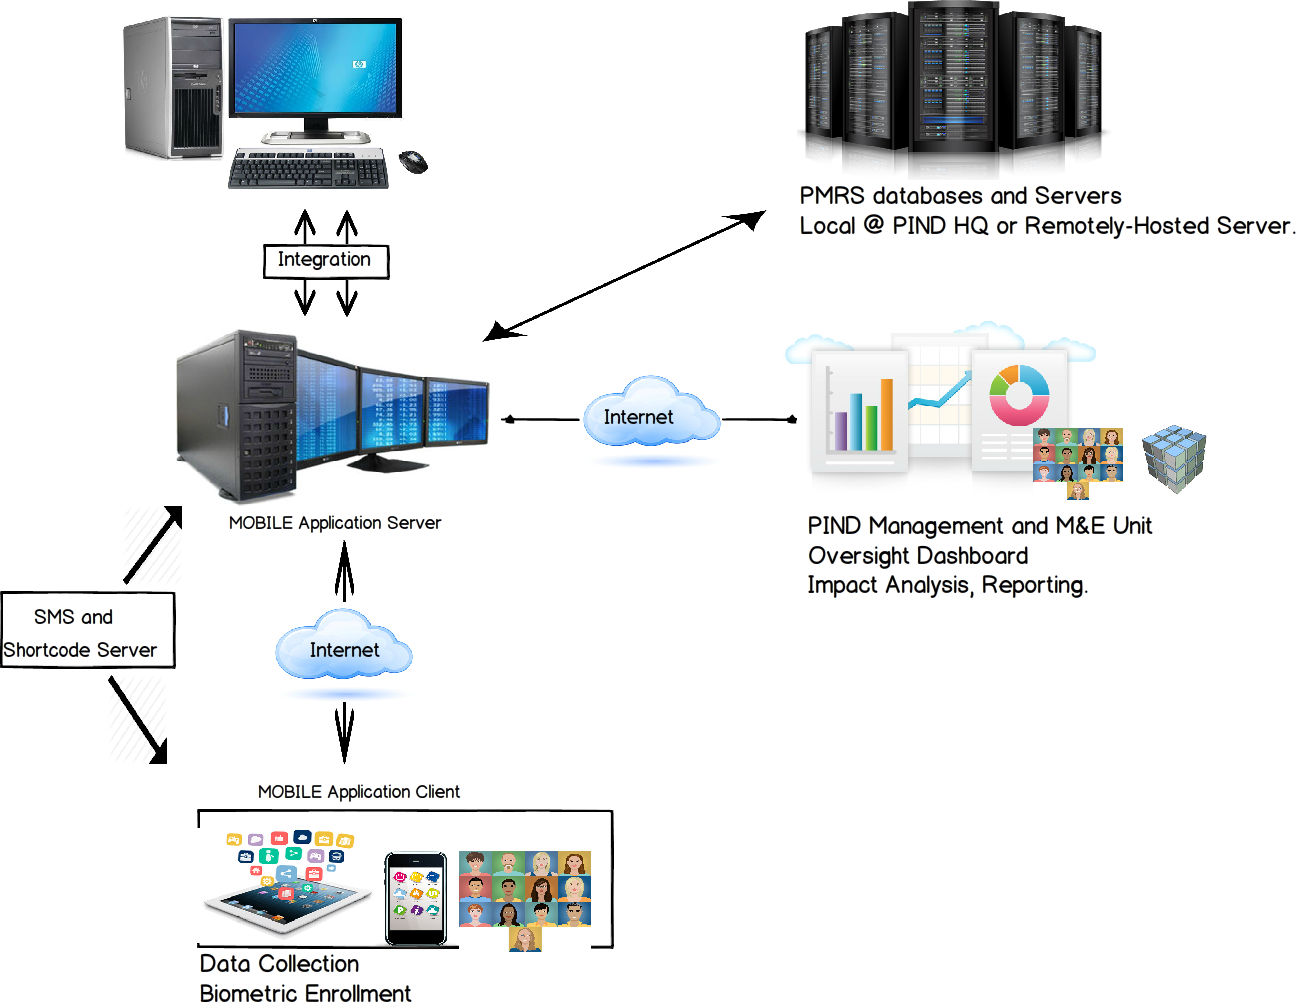 PMRS databases and Servers
Local @ PIND HQ or Remotely-Hosted Server.
Integration
Internet
MOBILE Application Server
PIND Management and M&E Unit
Oversight Dashboard
Impact Analysis, Reporting.
SMS and
Shortcode Server
Internet
MOBILE Application Client
Data Collection
Biometric Enrollment